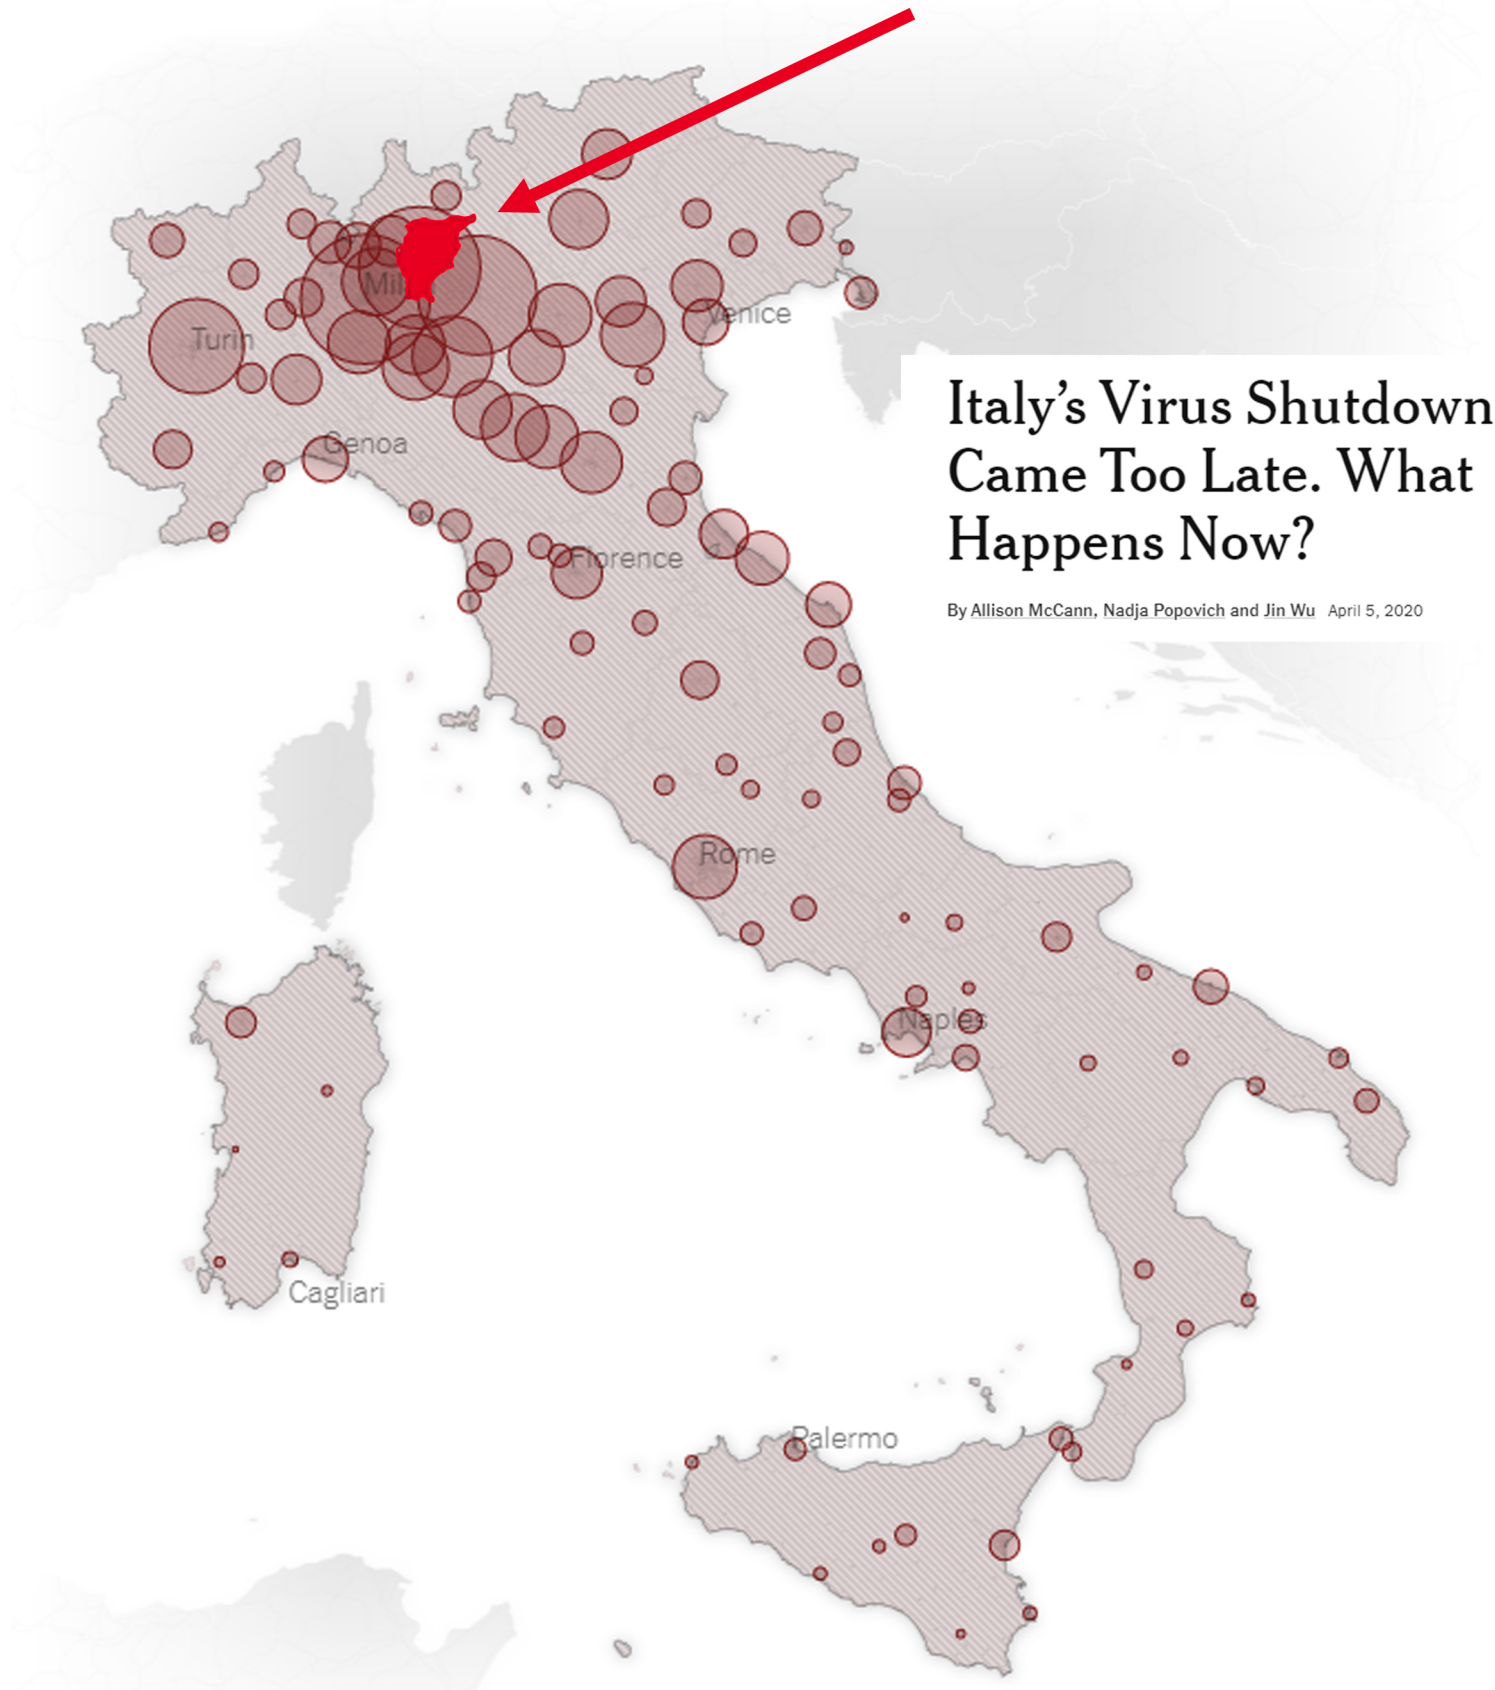 Milan
Turin
Venice
Italy’s Virus Shutdown
Came Too Late. What
Happens Now?
By Allison McCann, Nadja Popovich and Jin Wu April 5, 2020
Genoa
Florence
Rome
Naples
Cagliari
Palermo